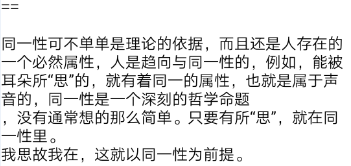 ==
同一性可不单单是理论的依据，而且还是人存在的
一个必然属性，人是趋向与同一性的，例如，能被
耳朵所“思”的，就有着同一的属性，也就是属于声
音的，同一性是一个深刻的哲学命题
，没有通常想的那么简单。只要有所“思”，就在同
一性里。
我思故我在，这就以同一性为前提。